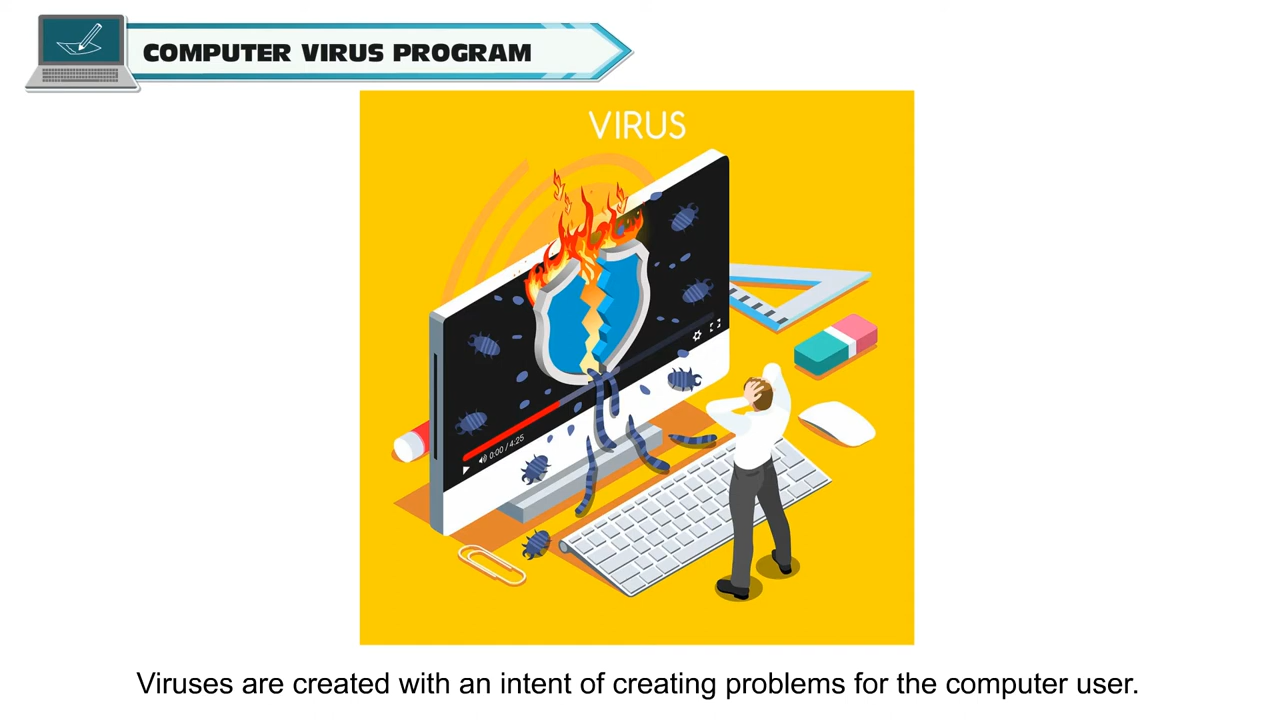 COMPUTER VIRUS PROGRAM
VIRUS
0:00 / 4:25
Viruses are created with an intent of creating problems for the computer user.